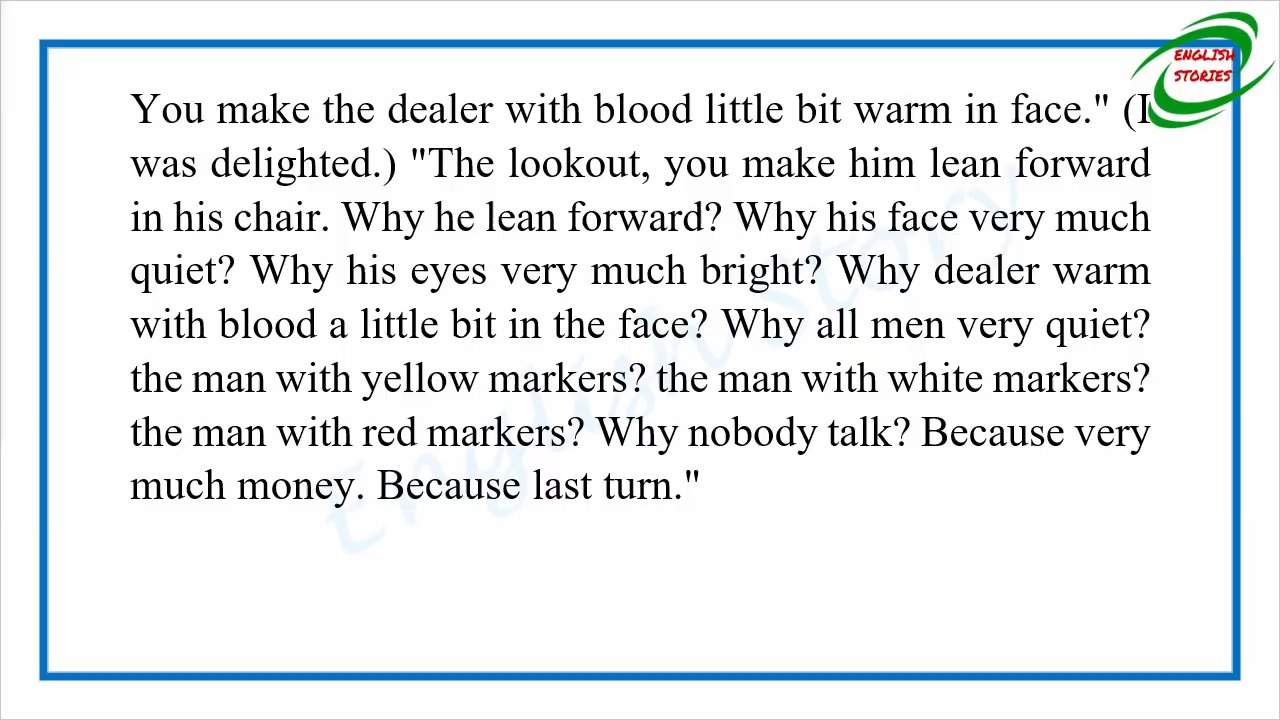 ENGLISH
STORIES
You make the dealer with blood little bit warm in face." (I
was delighted.) "The lookout, you make him lean forward
in his chair. Why he lean forward? Why his face very much
quiet? Why his eyes very much bright? Why dealer warm
with blood a little bit in the face? Why all men very quiet?
the man with yellow markers? the man with white markers?
the man with red markers? Why nobody talk? Because very
much money. Because last turn."
English Story